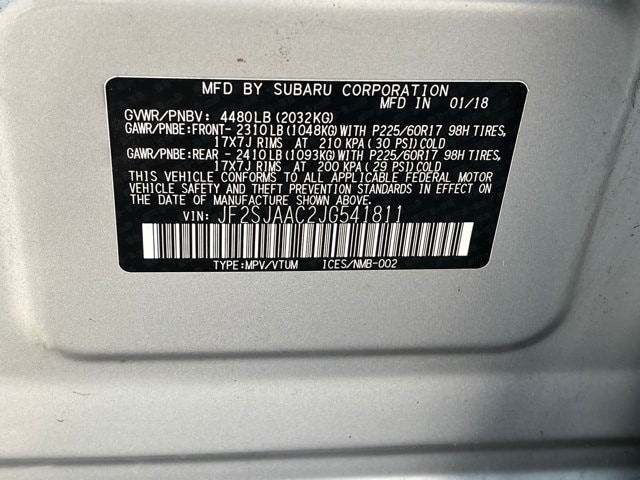 MFD BY SUBARU CORPORATION
MFD IN 01/18
GVWR/PNBV: 4480LB (2032KG)
GAWR/PNBE:FRONT- 2310LB(1048KG)WITH P225/60R17 98H TIRES,
17X7J RIMS AT 210 KPA (30 PSI)COLD
GAWR/PNBE:REAR - 2410LB(1093KG)WITH P225/60R17 98H TIRES,
17X7J RIMS AT 200 KPA (29 PSI)COLD
THIS VEHICLE CONFORMS TO ALL APPLICABLE FEDERAL MOTOR
VEHICLE SAFETY AND THEFT PREVENTION STANDARDS IN EFFECT
ON THE DATE OF MANUFACTURE SHOWN ABOVE.
VIN: JF2SJAAC2JG541811
TYPE:MPV/VTUM ICES/NMB-002